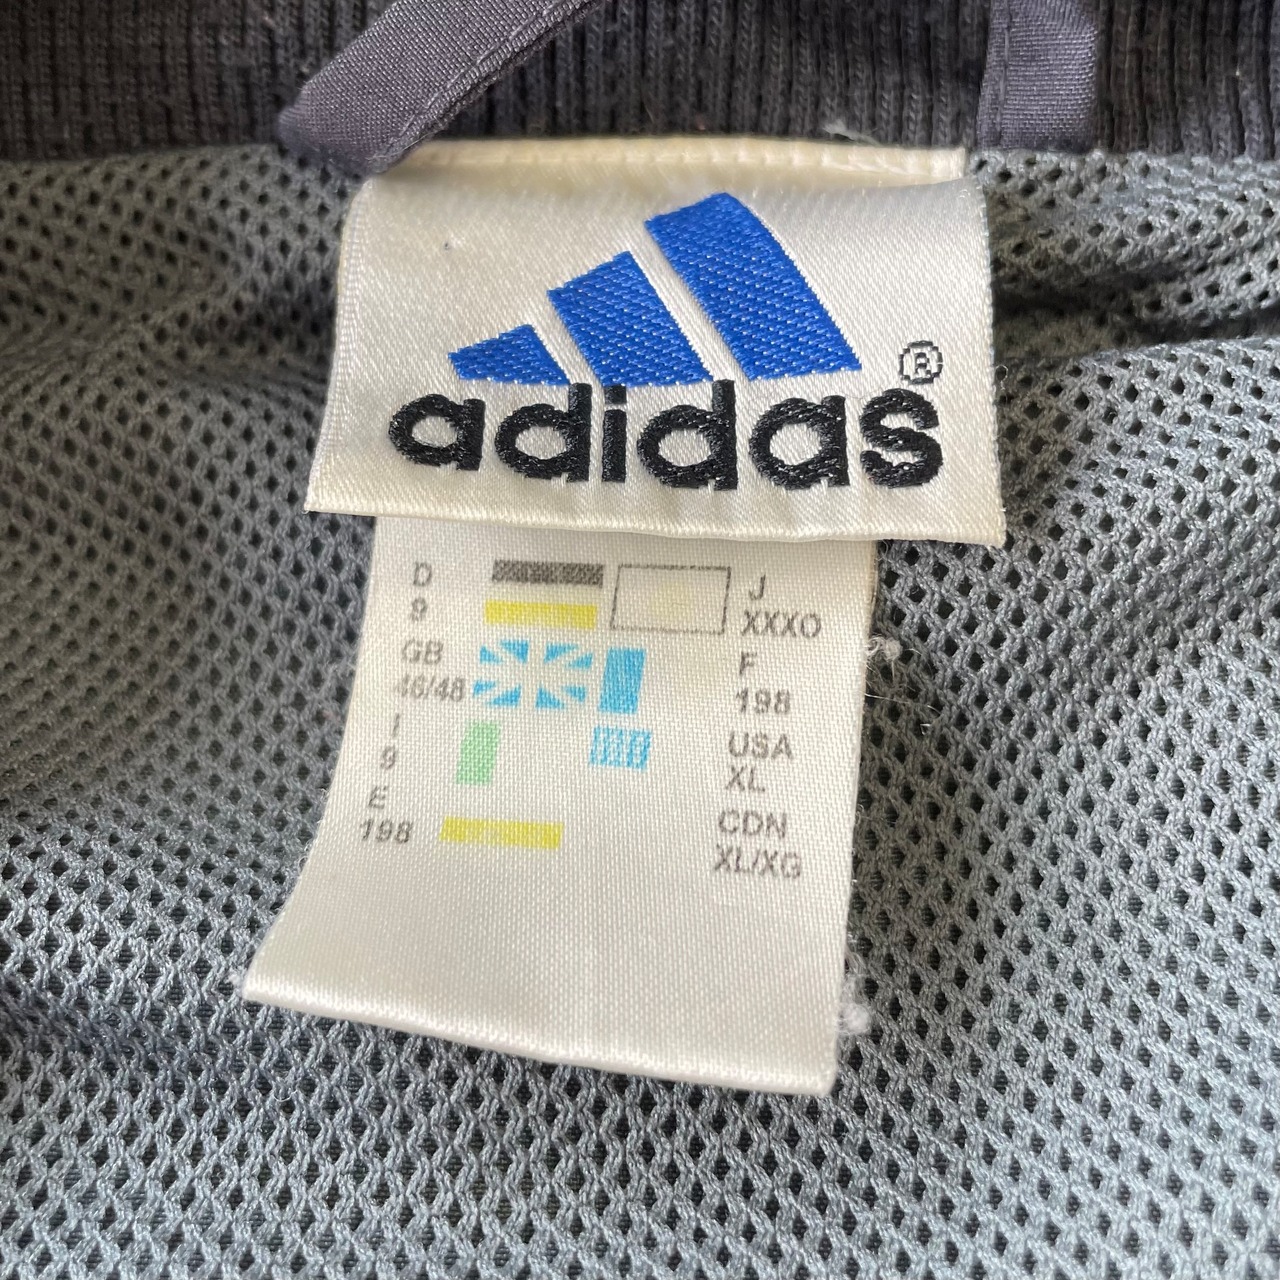 adidas®
D
9
J
XXXO
GB
46/48
F
198
I
9
USA
XL
E
198
CDN
XL/XG